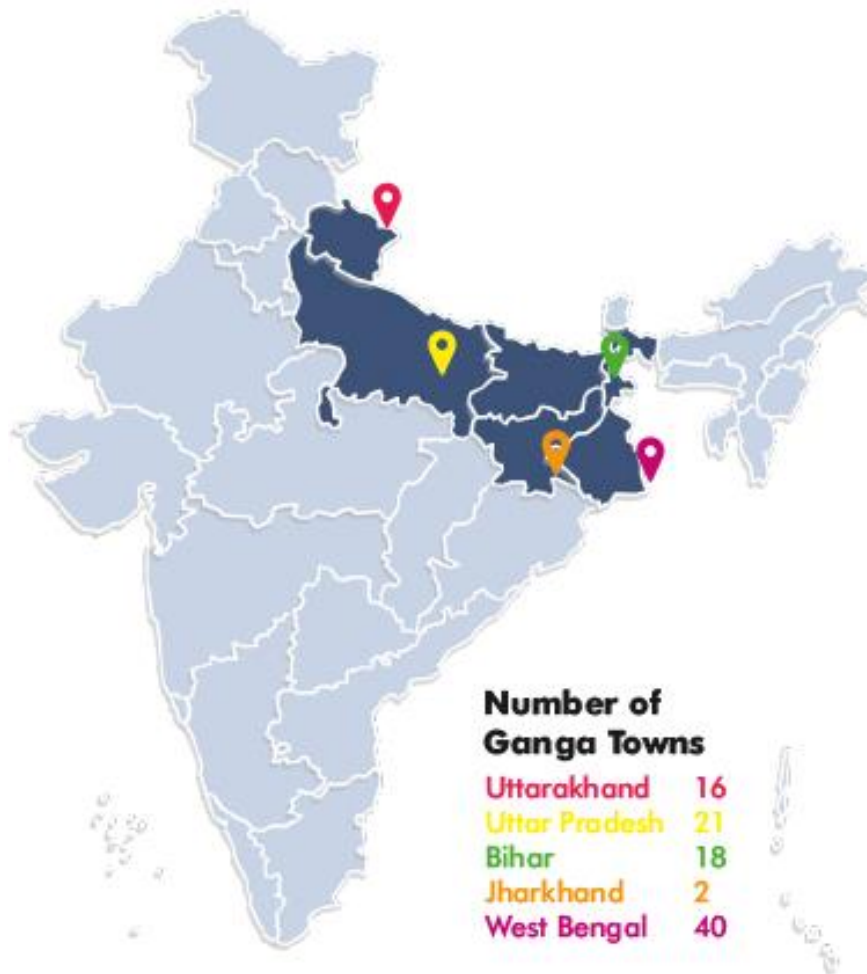 Number of
Ganga Towns
Uttarakhand 16
Uttar Pradesh 21
Bihar 18
Jharkhand 2
West Bengal 40